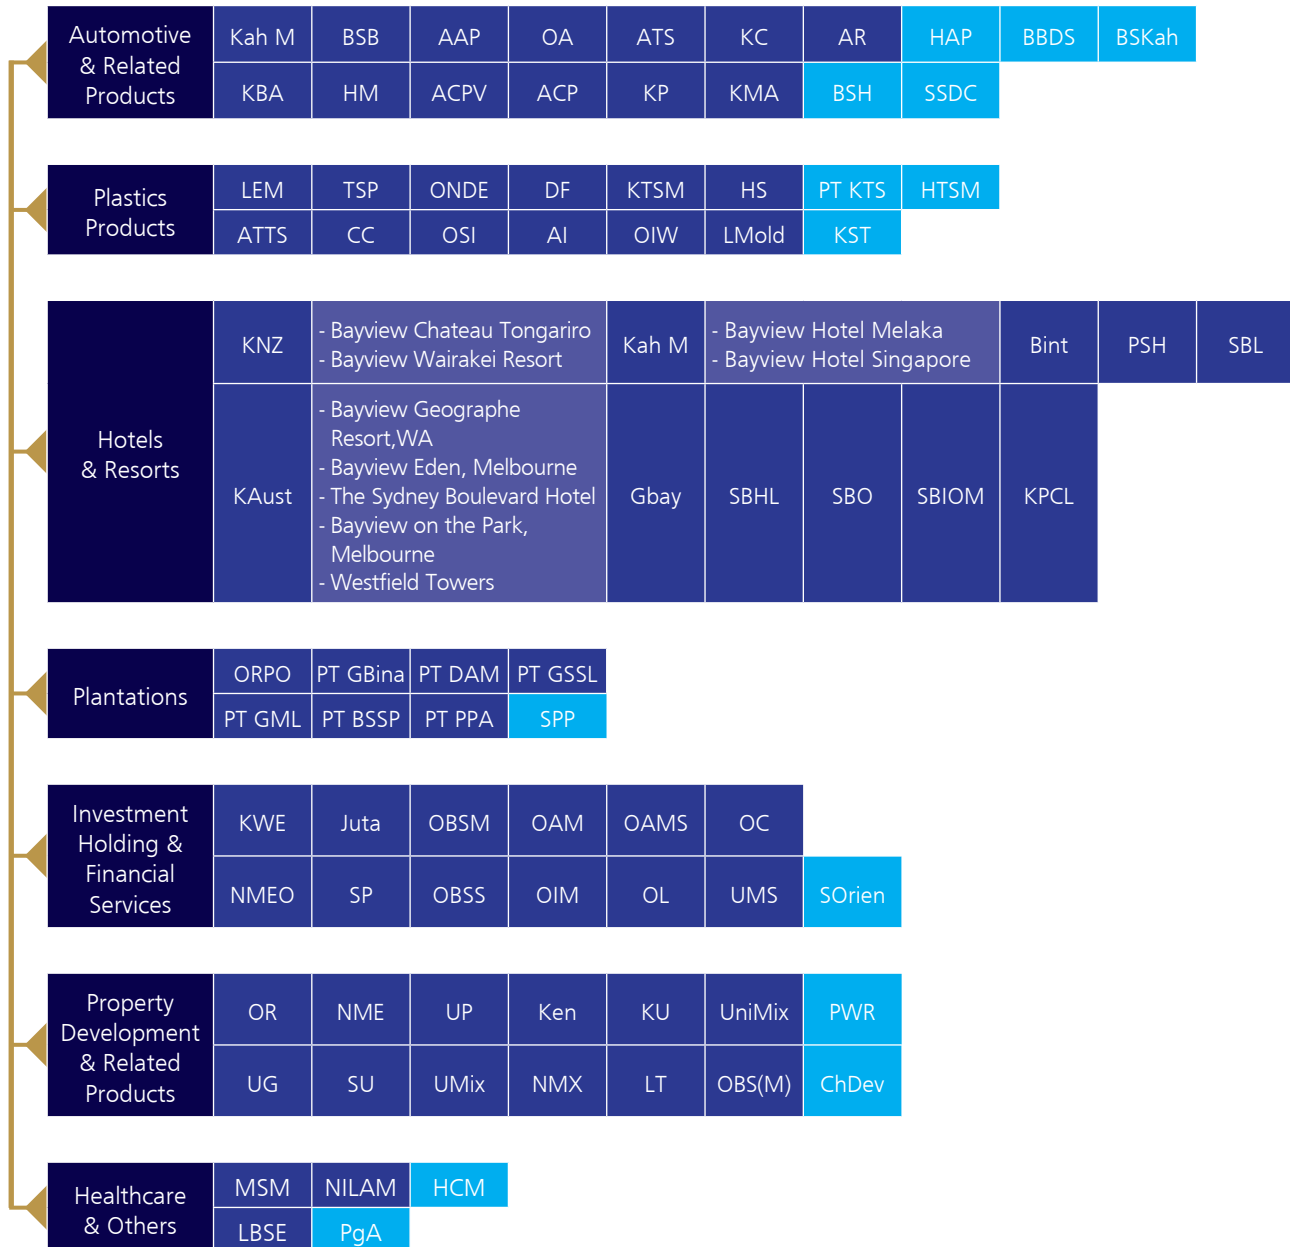 Automotive
& Related
Products
Kah M BSB AAP OA ATS KC AR HAP BBDS BSKah
KBA HM ACPV ACP KP KMA BSH SSDC
Plastics
Products
LEM TSP ONDE DF KTSM HS PT KTS HTSM
ATTS CC OSI AI OIW LMold KST
Hotels
& Resorts
KNZ
- Bayview Chateau Tongariro
- Bayview Wairakei Resort
Kah M
- Bayview Hotel Melaka
- Bayview Hotel Singapore
Bint PSH SBL
KAust
- Bayview Geographe
Resort,WA
- Bayview Eden, Melbourne
- The Sydney Boulevard Hotel
- Bayview on the Park,
Melbourne
- Westfield Towers
Gbay SBHL SBO SBIOM KPCL
Plantations
ORPO PT GBina PT DAM PT GSSL
PT GML PT BSSP PT PPA SPP
Investment
Holding &
Financial
Services
KWE Juta OBSM OAM OAMS OC
NMEO SP OBSS OIM OL UMS SOrien
Property
Development
& Related
Products
OR NME UP Ken KU UniMix PWR
UG SU UMix NMX LT OBS(M) ChDev
Healthcare
& Others
MSM NILAM HCM
LBSE PgA